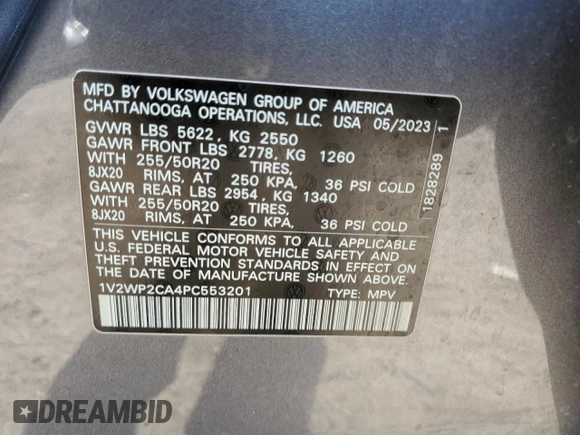 MFD BY VOLKSWAGEN GROUP OF AMERICA
CHATTANOOGA OPERATIONS, LLC. USA 05/2023
GVWR LBS 5622 , KG 2550
GAWR FRONT LBS 2778, KG 1260
WITH 255/50R20 TIRES,
8JX20 RIMS, AT 250 KPA, 36 PSI COLD
GAWR REAR LBS 2954 , KG 1340
WITH 255/50R20 TIRES,
8JX20 RIMS, AT 250 KPA, 36 PSI COLD
THIS VEHICLE CONFORMS TO ALL APPLICABLE
U.S. FEDERAL MOTOR VEHICLE SAFETY AND
THEFT PREVENTION STANDARDS IN EFFECT ON
THE DATE OF MANUFACTURE SHOWN ABOVE.
1V2WP2CA4PC553201 TYPE: MPV
1828289 1
DREAMBID